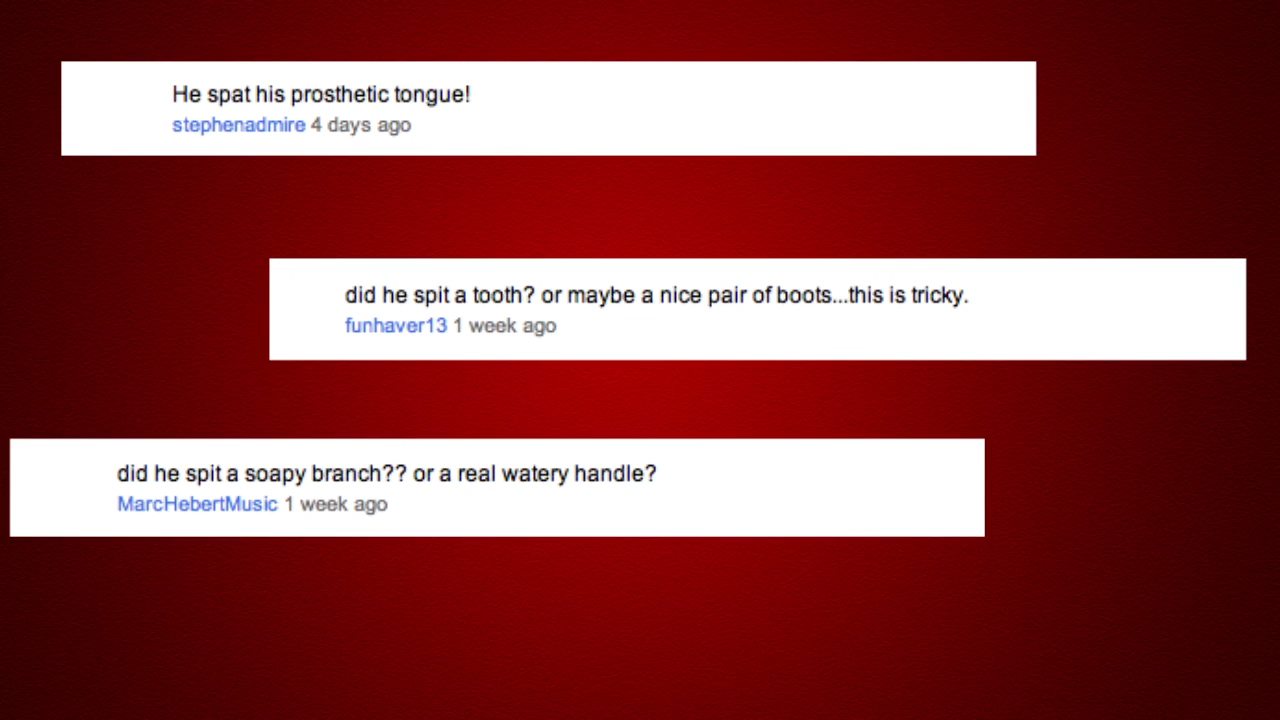 He spat his prosthetic tongue!
stephenadmire 4 days ago
did he spit a tooth? or maybe a nice pair of boots...this is tricky.
funhaver13 1 week ago
did he spit a soapy branch?? or a real watery handle?
MarcHebertMusic 1 week ago